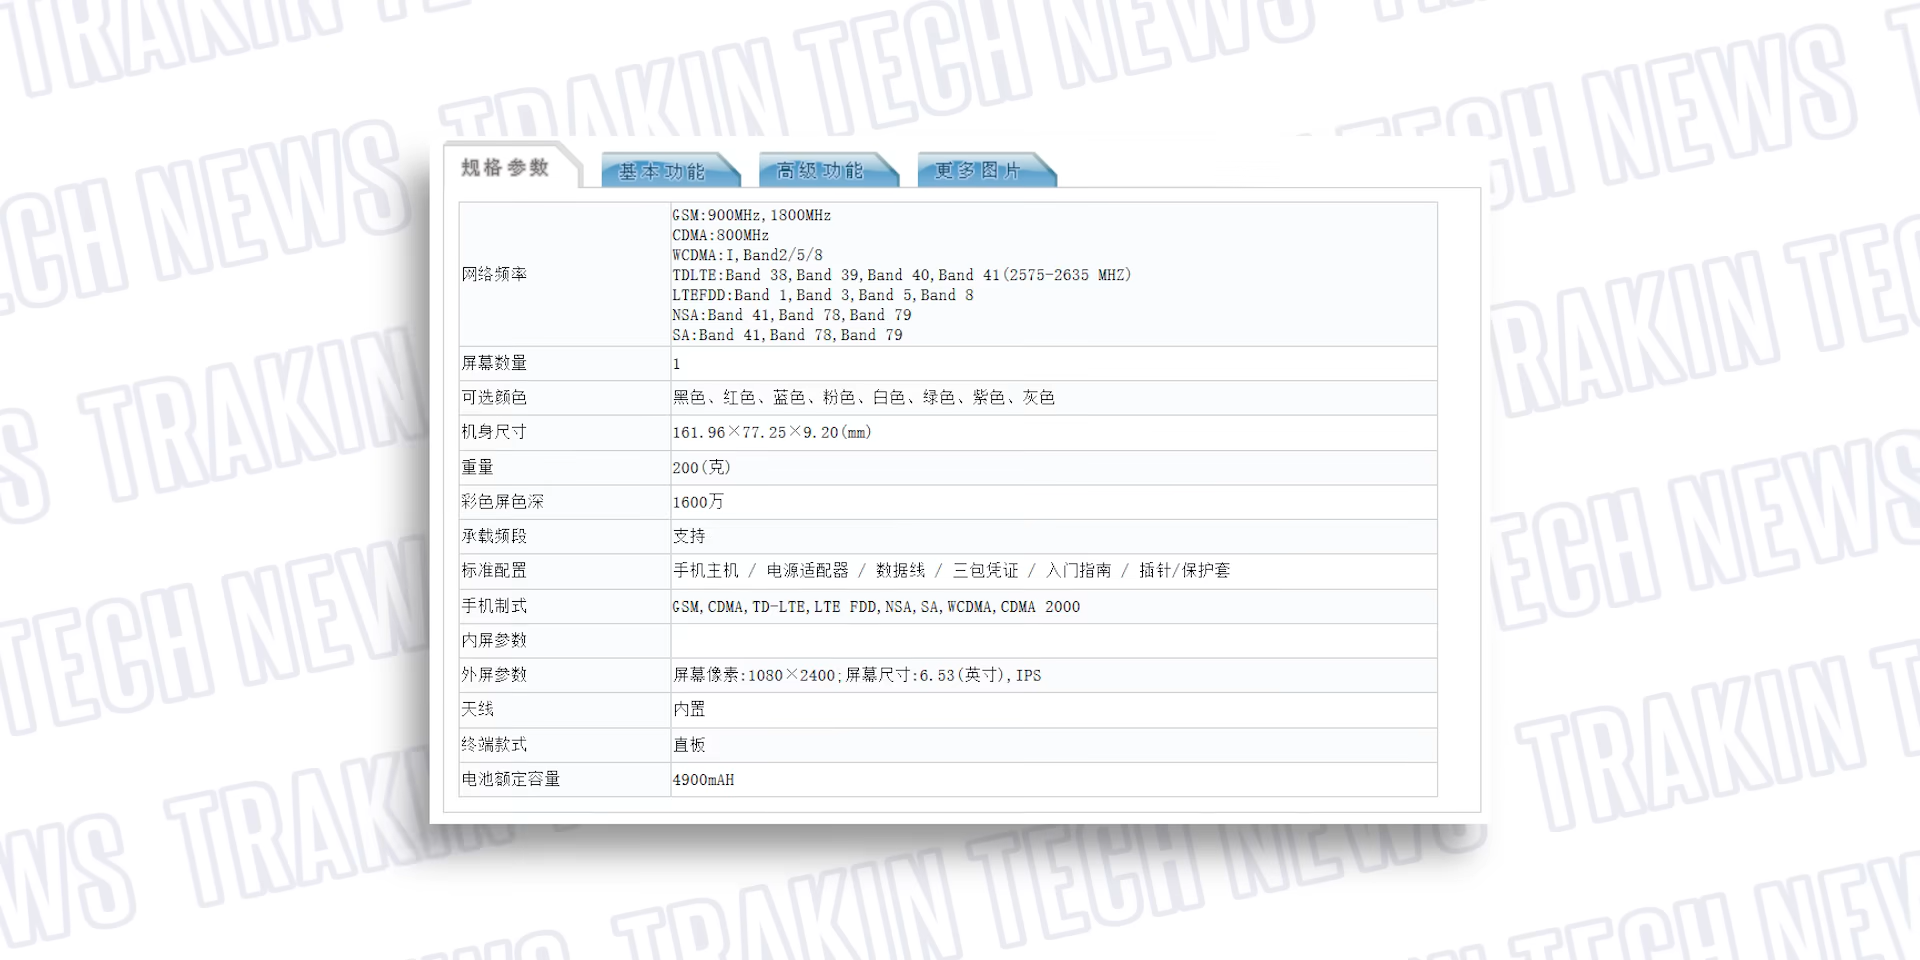 TRAKIN TECH NEWS
规格参数 基本功能 高级功能 更多图片
网络频率
GSM:900MHz,1800MHz
CDMA:800MHz
WCDMA:I,Band2/5/8
TDLTE:Band 38,Band 39,Band 40,Band 41(2575-2635 MHZ)
LTEFDD:Band 1,Band 3,Band 5,Band 8
NSA:Band 41,Band 78,Band 79
SA:Band 41,Band 78,Band 79
屏幕数量 1
可选颜色 黑色、红色、蓝色、粉色、白色、绿色、紫色、灰色
机身尺寸 161.96×77.25×9.20(mm)
重量 200(克)
彩色屏色深 1600万
承载频段 支持
标准配置 手机主机 / 电源适配器 / 数据线 / 三包凭证 / 入门指南 / 插针/保护套
手机制式 GSM,CDMA,TD-LTE,LTE FDD,NSA,SA,WCDMA,CDMA 2000
内屏参数
外屏参数 屏幕像素:1080×2400;屏幕尺寸:6.53(英寸),IPS
天线 内置
终端款式 直板
电池额定容量 4900mAH